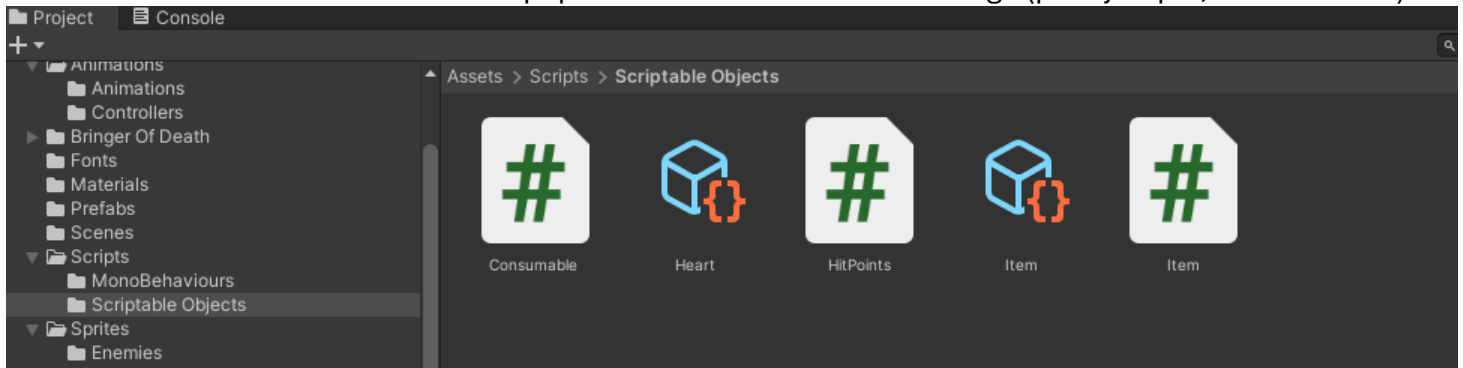 Project
Console
Animations
Animations
Controllers
Bringer Of Death
Fonts
Materials
Prefabs
Scenes
Scripts
MonoBehaviours
Scriptable Objects
Sprites
Enemies
Assets > Scripts > Scriptable Objects
# # #
{} {}
Consumable Heart HitPoints Item Item